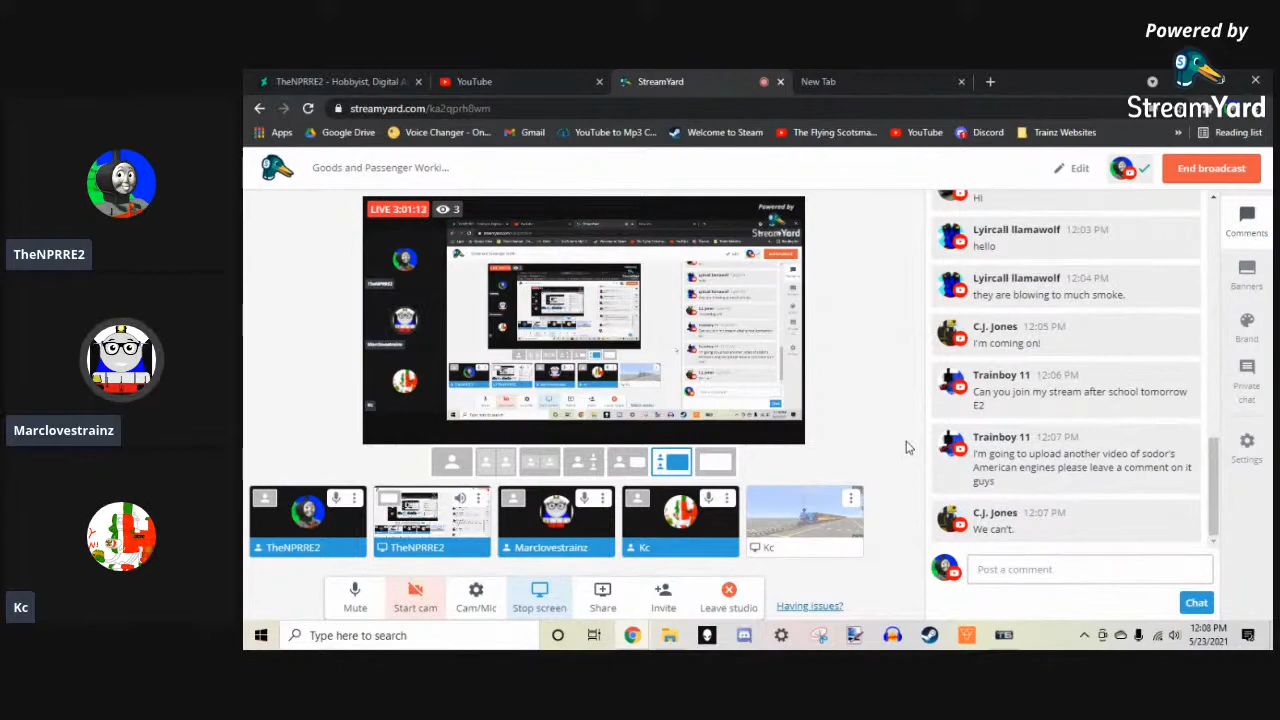 Powered by
StreamYard
TheNPRRE2
Marclovestrainz
Kc
TheNPRRE2 - Hobbyist, Digital A
YouTube
StreamYard
New Tab
streamyard.com/ka2qprh8wm
Apps
Google Drive
Voice Changer - On...
Gmail
YouTube to Mp3 C...
Welcome to Steam
The Flying Scotsma...
YouTube
Discord
Trainz Websites
Reading list
Goods and Passenger Worki...
Edit
End broadcast
LIVE 3:01:13
3
Powered by
StreamYard
TheNPRRE2
TheNPRRE2
Marclovestrainz
Kc
Kc
Mute
Start cam
Cam/Mic
Stop screen
Share
Invite
Leave studio
Having issues?
Hi
Lyircall llamawolf 12:03 PM
hello
Lyircall llamawolf 12:04 PM
they are blowing to much smoke.
C.J. Jones 12:05 PM
I'm coming on!
Trainboy 11 12:06 PM
Can you join my stream after school tomorrow
E2
Trainboy 11 12:07 PM
I'm going to upload another video of sodor's
American engines please leave a comment on it
guys
C.J. Jones 12:07 PM
We can't.
Post a comment
Chat
Comments
Banners
Brand
Private
chat
Settings
Type here to search
12:08 PM
5/23/2021